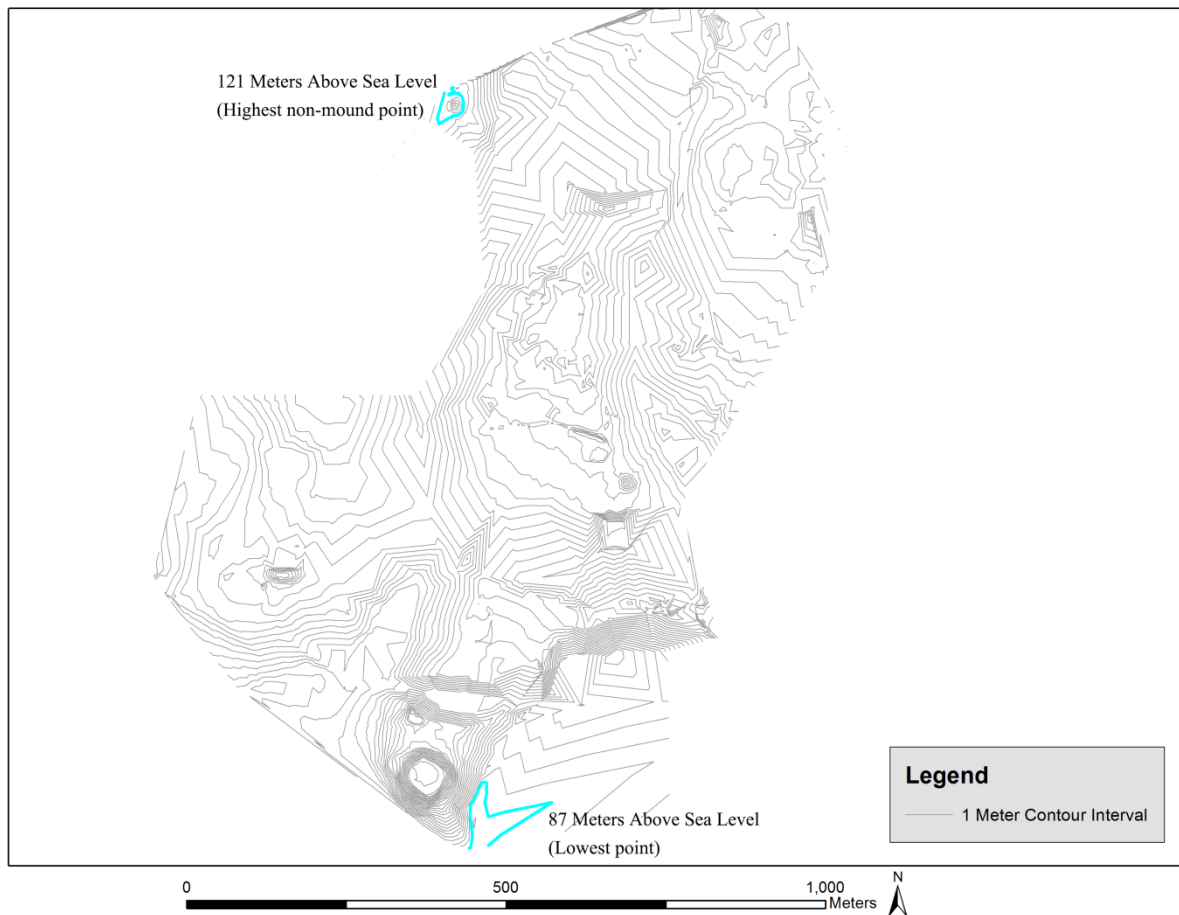 121 Meters Above Sea Level
(Highest non-mound point)
87 Meters Above Sea Level
(Lowest point)
Legend
1 Meter Contour Interval
0 500 1,000
Meters
N